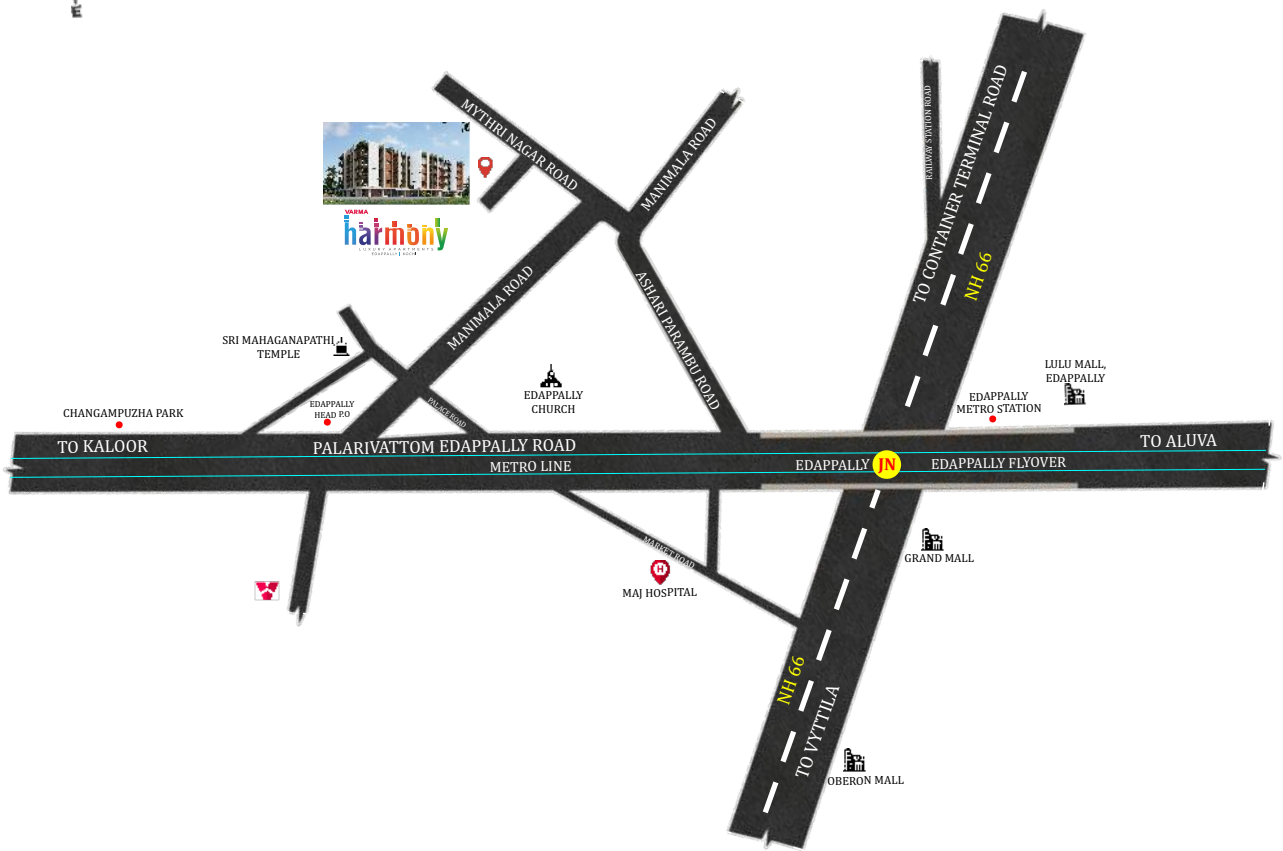 MYTHRI NAGAR ROAD
MANIMALA ROAD
RAILWAY STATION ROAD
TO CONTAINER TERMINAL ROAD
NH 66
VARMA
harmony
LUXURY APARTMENTS
EDAPPALLY | KOCHI
MANIMALA ROAD
ASHARI PARAMBU ROAD
SRI MAHAGANAPATHI
TEMPLE
EDAPPALLY
CHURCH
LULU MALL,
EDAPPALLY
EDAPPALLY
METRO STATION
CHANGAMPUZHA PARK
EDAPPALLY
HEAD P.O
PALACE ROAD
TO KALOOR
PALARIVATTOM EDAPPALLY ROAD
TO ALUVA
METRO LINE
EDAPPALLY JN
EDAPPALLY FLYOVER
MARKET ROAD
H
MAJ HOSPITAL
GRAND MALL
NH 66
TO VYTTILA
OBERON MALL